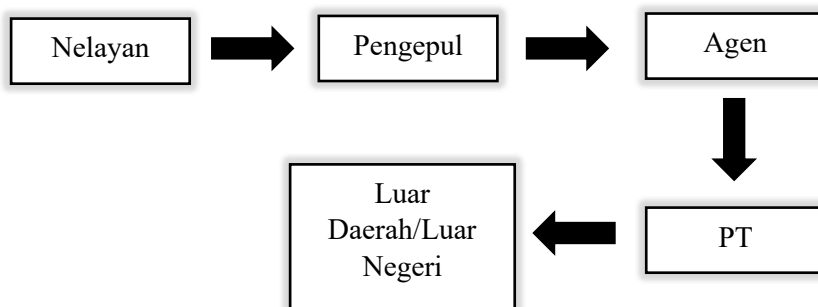 Nelayan
Pengepul
Agen
Luar
Daerah/Luar
Negeri
PT